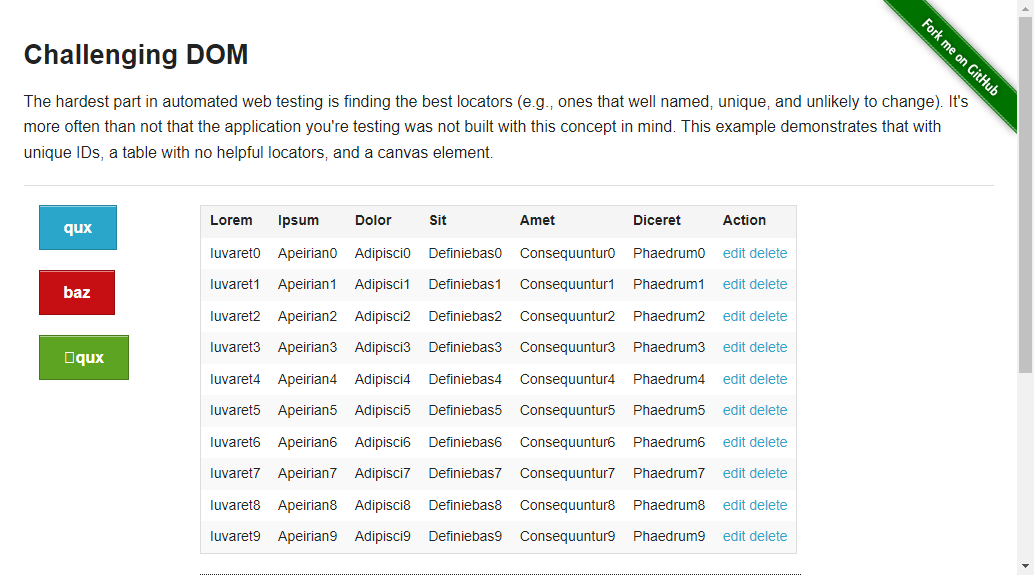 Fork me on GitHub
Challenging DOM
The hardest part in automated web testing is finding the best locators (e.g., ones that well named, unique, and unlikely to change). It's
more often than not that the application you're testing was not built with this concept in mind. This example demonstrates that with
unique IDs, a table with no helpful locators, and a canvas element.
qux
baz
qux
Lorem Ipsum Dolor Sit Amet Diceret Action
Iuvaret0 Apeirian0 Adipisci0 Definiebas0 Consequuntur0 Phaedrum0 edit delete
Iuvaret1 Apeirian1 Adipisci1 Definiebas1 Consequuntur1 Phaedrum1 edit delete
Iuvaret2 Apeirian2 Adipisci2 Definiebas2 Consequuntur2 Phaedrum2 edit delete
Iuvaret3 Apeirian3 Adipisci3 Definiebas3 Consequuntur3 Phaedrum3 edit delete
Iuvaret4 Apeirian4 Adipisci4 Definiebas4 Consequuntur4 Phaedrum4 edit delete
Iuvaret5 Apeirian5 Adipisci5 Definiebas5 Consequuntur5 Phaedrum5 edit delete
Iuvaret6 Apeirian6 Adipisci6 Definiebas6 Consequuntur6 Phaedrum6 edit delete
Iuvaret7 Apeirian7 Adipisci7 Definiebas7 Consequuntur7 Phaedrum7 edit delete
Iuvaret8 Apeirian8 Adipisci8 Definiebas8 Consequuntur8 Phaedrum8 edit delete
Iuvaret9 Apeirian9 Adipisci9 Definiebas9 Consequuntur9 Phaedrum9 edit delete